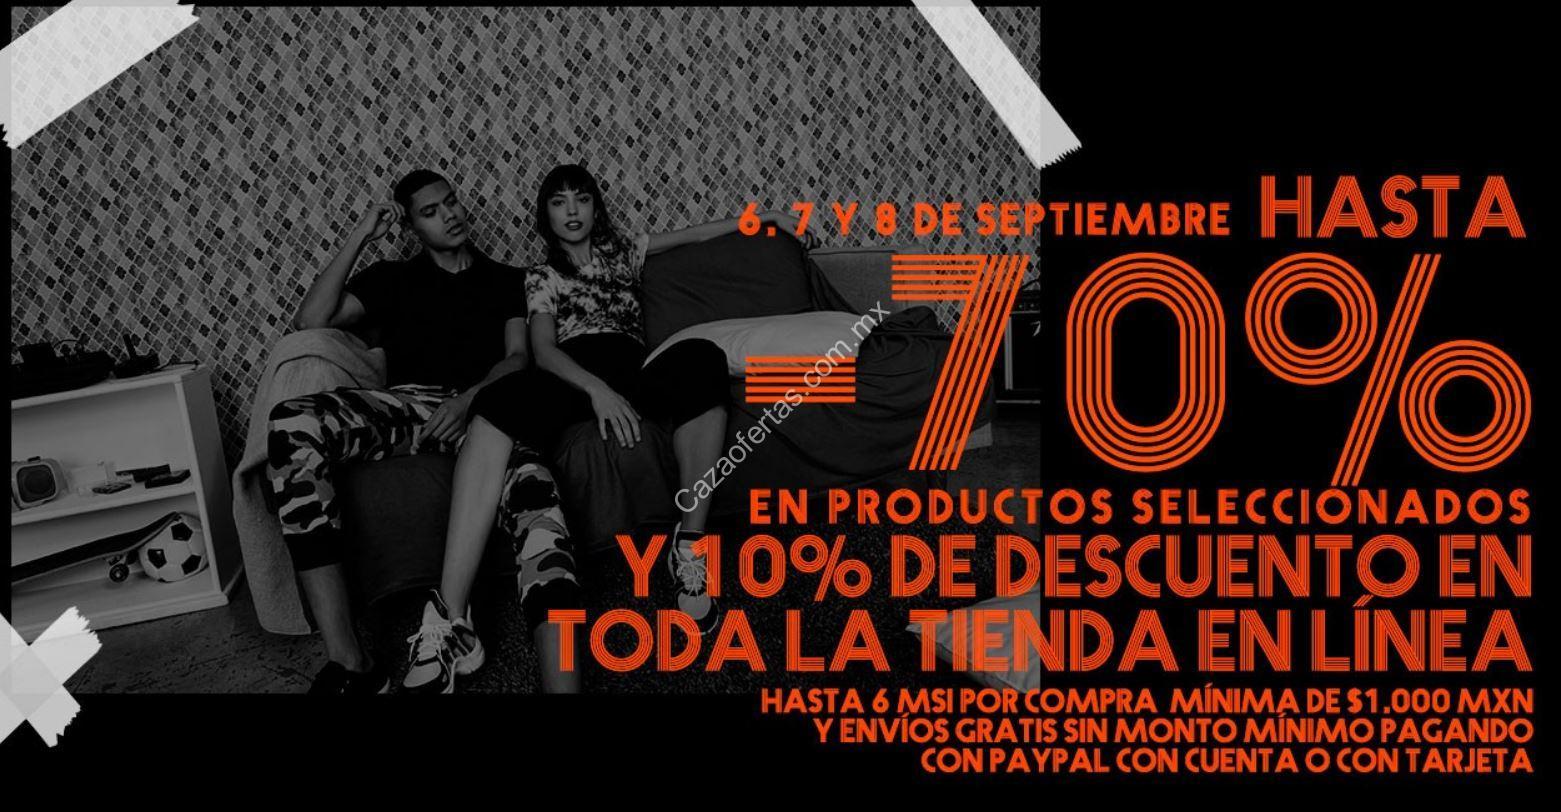 6, 7 Y 8 DE SEPTIEMBRE HASTA
-70%
EN PRODUCTOS SELECCIONADOS
Y 10% DE DESCUENTO EN
TODA LA TIENDA EN LÍNEA
HASTA 6 MSI POR COMPRA MÍNIMA DE $1,000 MXN
Y ENVÍOS GRATIS SIN MONTO MÍNIMO PAGANDO
CON PAYPAL CON CUENTA O CON TARJETA
Cazaofertas.com.mx